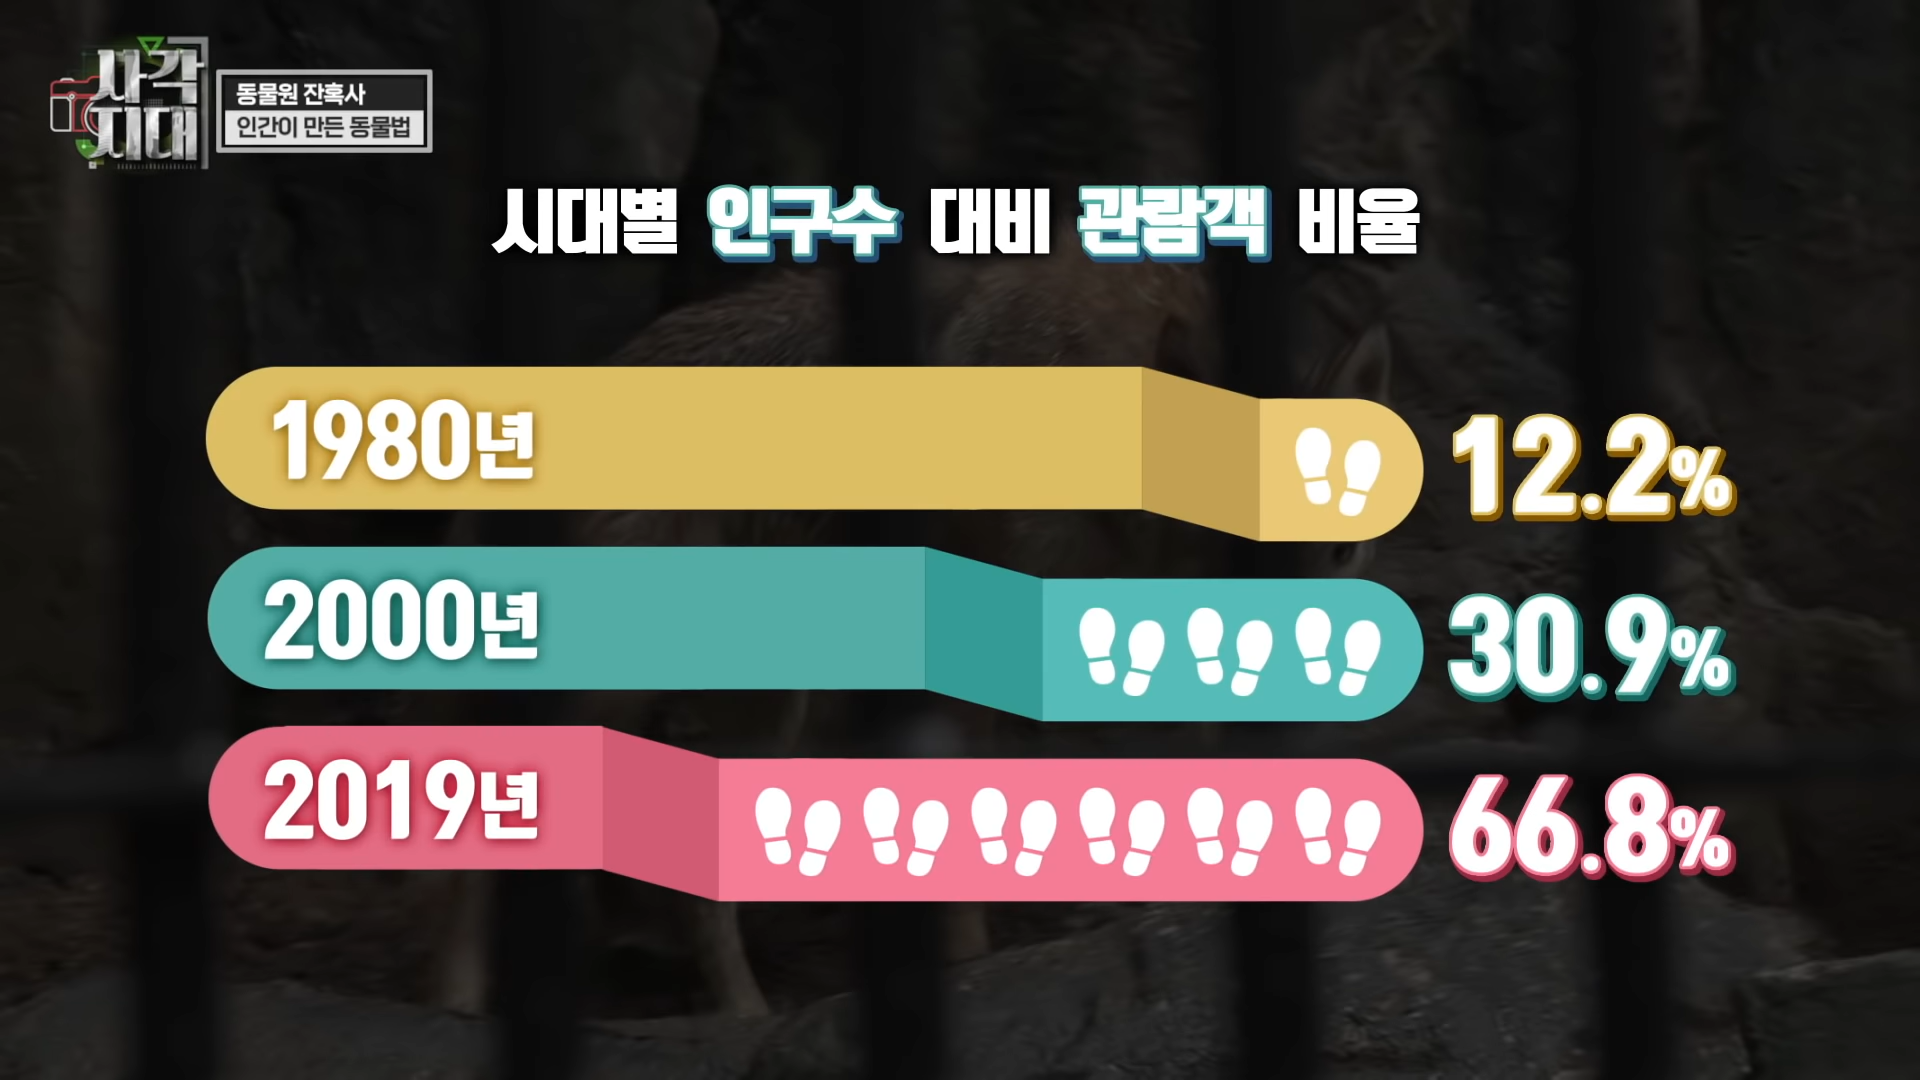 사각
지대
동물원 잔혹사
인간이 만든 동물법
시대별 인구수 대비 관람객 비율
1980년 12.2%
2000년 30.9%
2019년 66.8%